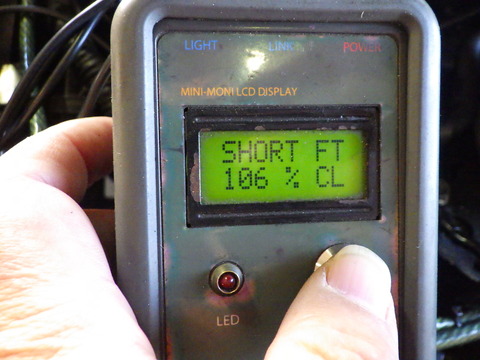 LIGHT LINK POWER
MINI-MONI LCD DISPLAY
SHORT FT
106 % CL
LED